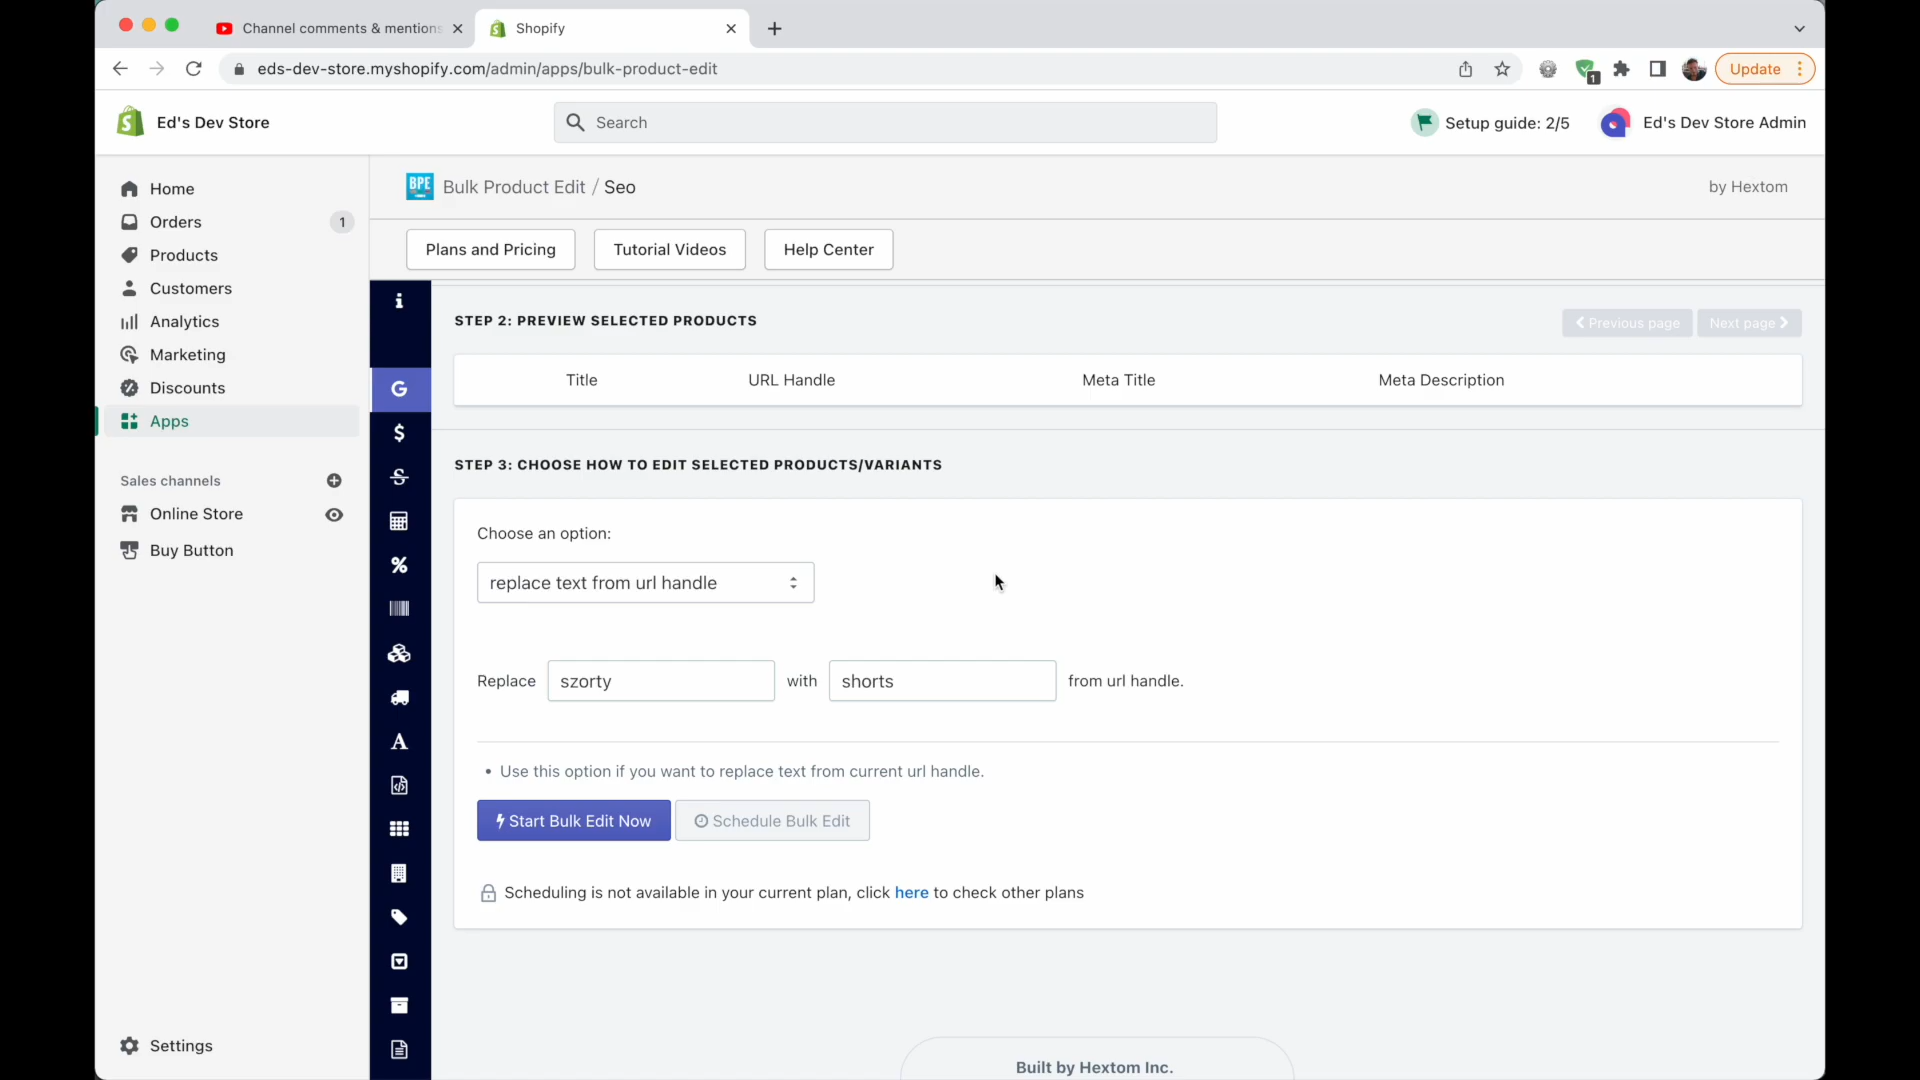 Channel comments & mentions
Shopify
eds-dev-store.myshopify.com/admin/apps/bulk-product-edit
1
Update
Ed's Dev Store
Search
Setup guide: 2/5
Ed's Dev Store Admin
Home
Orders
1
Products
Customers
Analytics
Marketing
Discounts
Apps
Sales channels
Online Store
Buy Button
Settings
BPE
Bulk Product Edit / Seo
by Hextom
Plans and Pricing
Tutorial Videos
Help Center
STEP 2: PREVIEW SELECTED PRODUCTS
Previous page
Next page
Title
URL Handle
Meta Title
Meta Description
STEP 3: CHOOSE HOW TO EDIT SELECTED PRODUCTS/VARIANTS
Choose an option:
replace text from url handle
Replace szorty with shorts from url handle.
• Use this option if you want to replace text from current url handle.
Start Bulk Edit Now
Schedule Bulk Edit
Scheduling is not available in your current plan, click here to check other plans
Built by Hextom Inc.